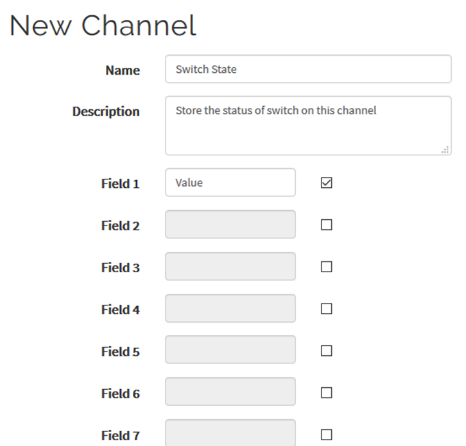 New Channel
Name Switch State
Description Store the status of switch on this channel
Field 1 Value
Field 2
Field 3
Field 4
Field 5
Field 6
Field 7